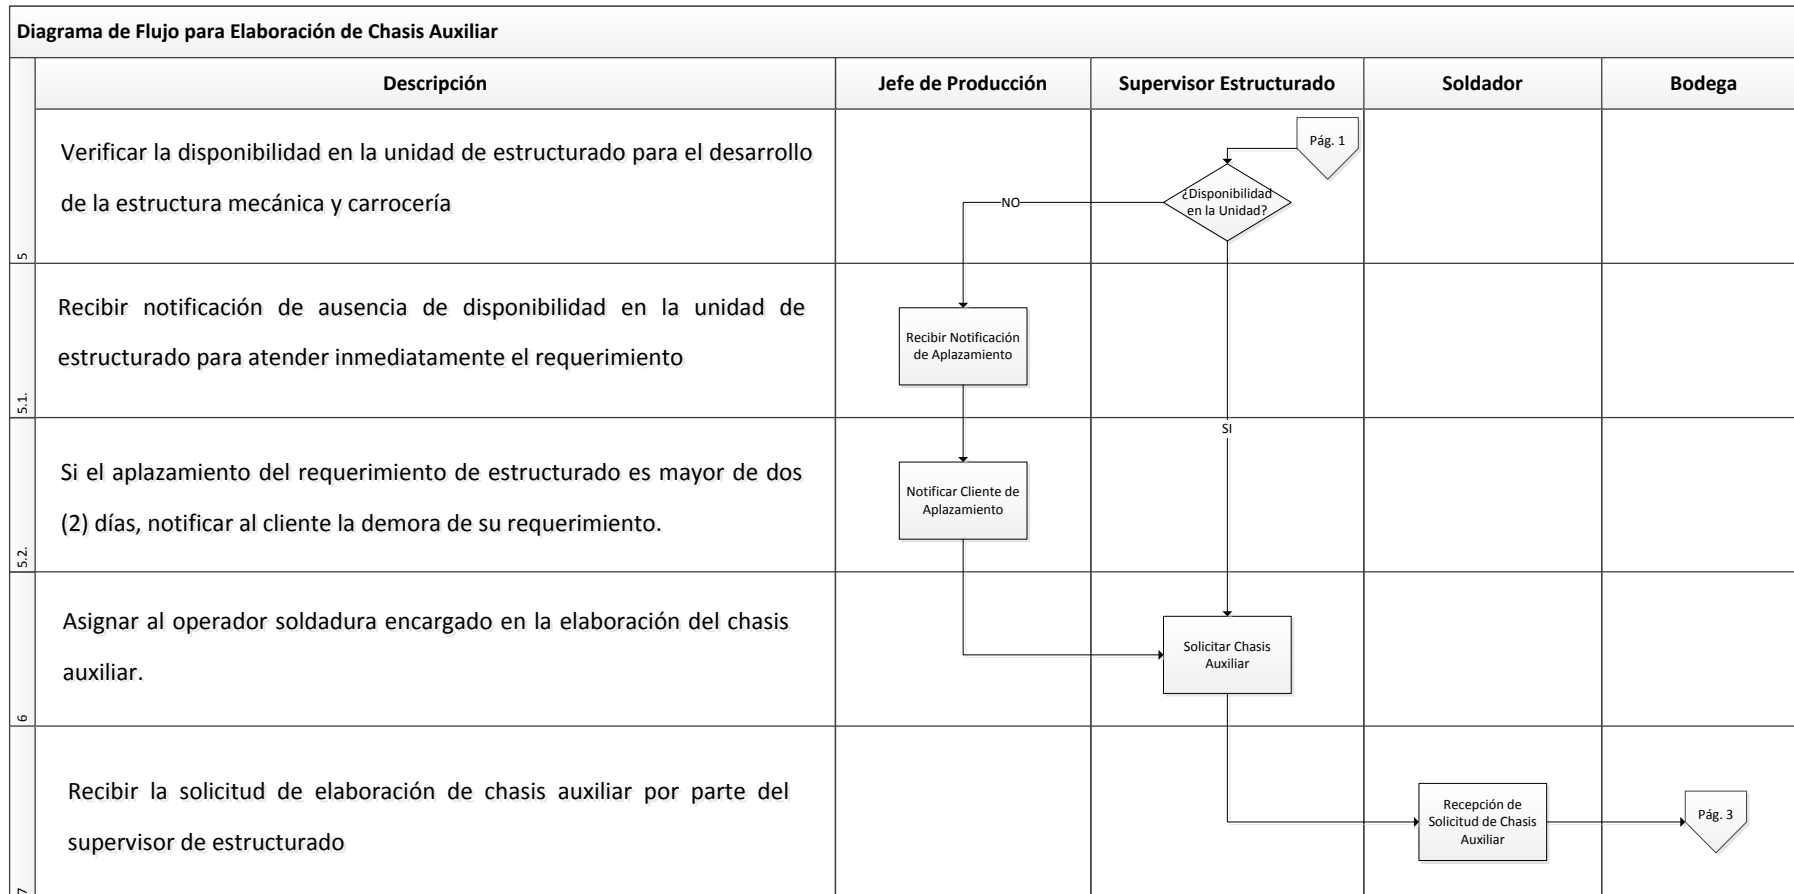 Diagrama de Flujo para Elaboración de Chasis Auxiliar
Descripción
Jefe de Producción
Supervisor Estructurado
Soldador
Bodega
5
Verificar la disponibilidad en la unidad de estructurado para el desarrollo
de la estructura mecánica y carrocería
Pág. 1
¿Disponibilidad
en la Unidad?
NO
5.1.
Recibir notificación de ausencia de disponibilidad en la unidad de
estructurado para atender inmediatamente el requerimiento
Recibir Notificación
de Aplazamiento
SI
5.2.
Si el aplazamiento del requerimiento de estructurado es mayor de dos
(2) días, notificar al cliente la demora de su requerimiento.
Notificar Cliente de
Aplazamiento
6
Asignar al operador soldadura encargado en la elaboración del chasis
auxiliar.
Solicitar Chasis
Auxiliar
7
Recibir la solicitud de elaboración de chasis auxiliar por parte del
supervisor de estructurado
Recepción de
Solicitud de Chasis
Auxiliar
Pág. 3